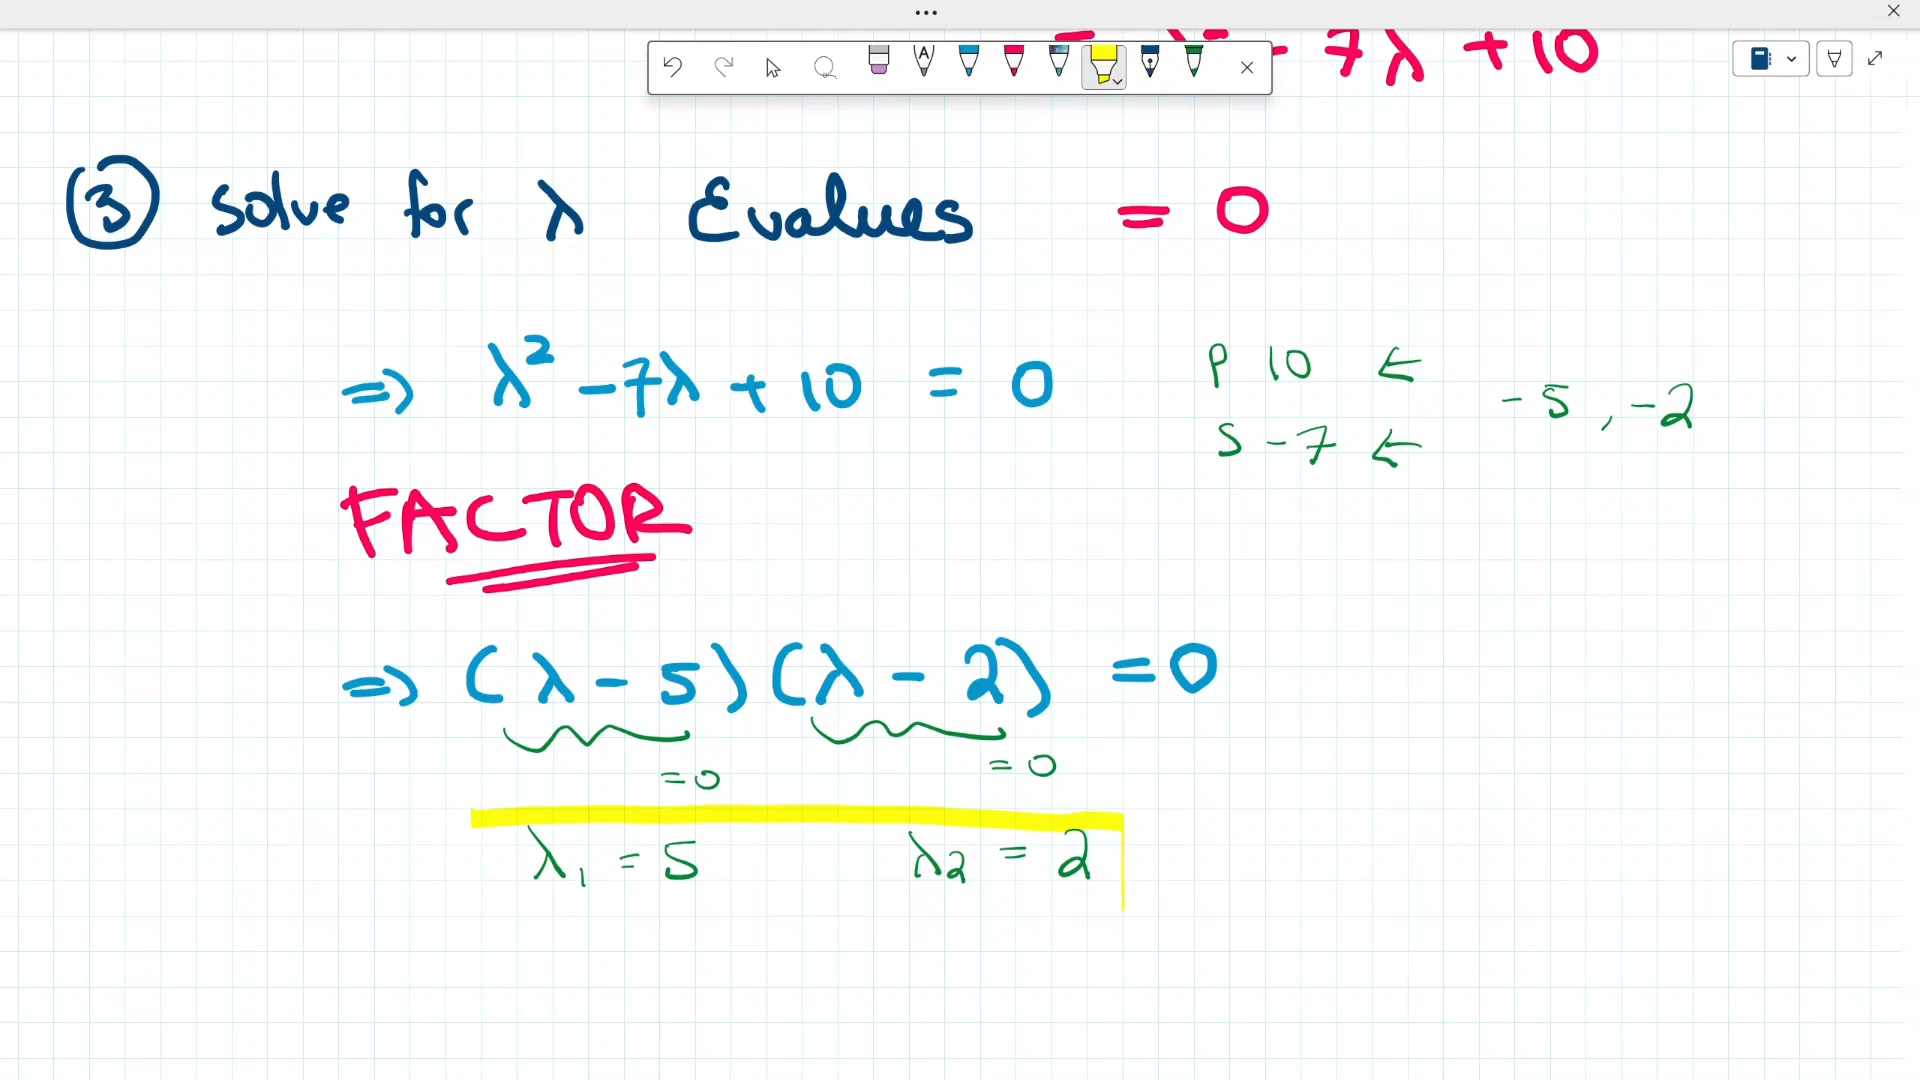 = λ² - 7λ + 10
③ solve for λ Evalues = 0
⇒ λ² - 7λ + 10 = 0
P 10 ←
S -7 ←
-5, -2
FACTOR
⇒ (λ - 5)(λ - 2) = 0
= 0 = 0
λ₁ = 5 λ₂ = 2